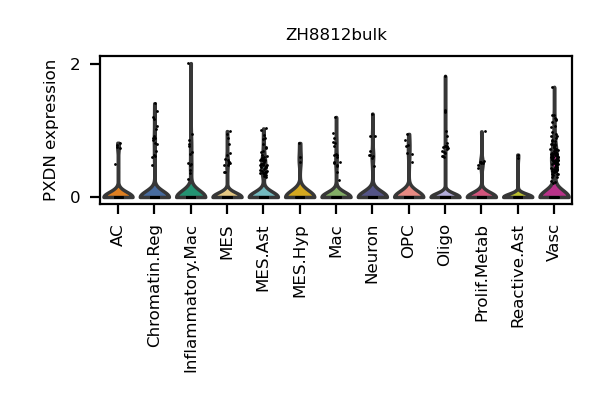 ZH8812bulk
PXDN expression
2
0
AC
Chromatin.Reg
Inflammatory.Mac
MES
MES.Ast
MES.Hyp
Mac
Neuron
OPC
Oligo
Prolif.Metab
Reactive.Ast
Vasc